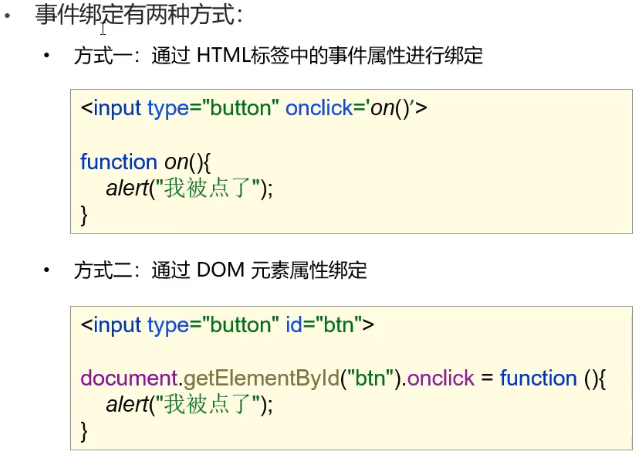 • 事件绑定有两种方式：
• 方式一：通过 HTML标签中的事件属性进行绑定
<input type="button" onclick='on()’>
function on(){
alert("我被点了");
}
• 方式二：通过 DOM 元素属性绑定
<input type="button" id="btn">
document.getElementById("btn").onclick = function (){
alert("我被点了");
}